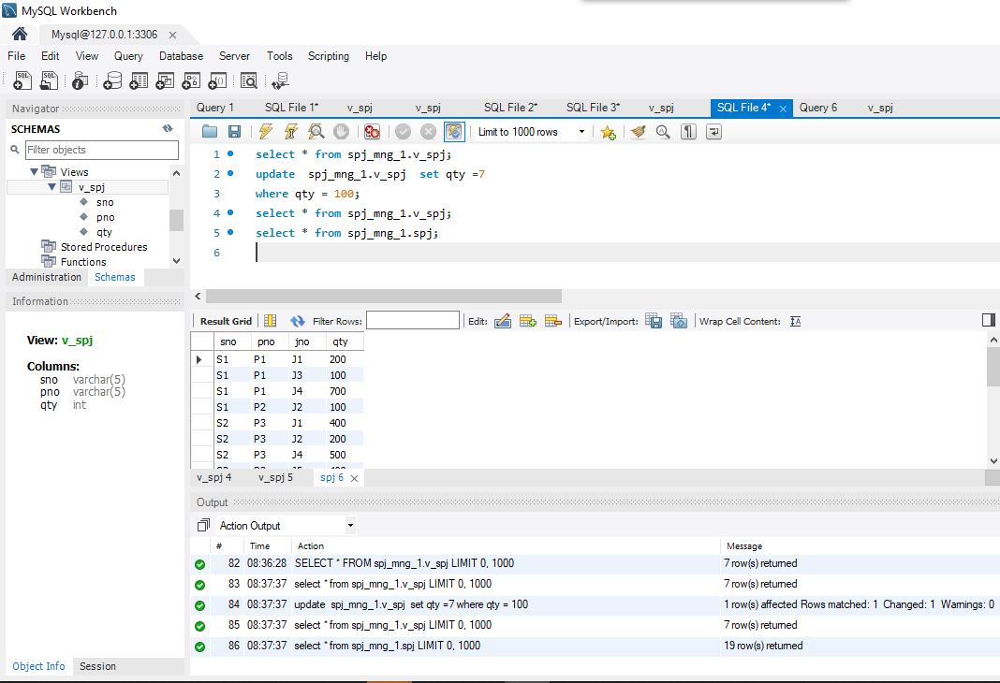 MySQL Workbench
Mysql@127.0.0.1:3306
File Edit View Query Database Server Tools Scripting Help
Navigator
SCHEMAS
Filter objects
Views
v_spj
sno
pno
qty
Stored Procedures
Functions
Administration Schemas
Information
View: v_spj
Columns:
sno varchar(5)
pno varchar(5)
qty int
Object Info Session
Query 1 SQL File 1* v_spj v_spj SQL File 2* SQL File 3* v_spj SQL File 4* Query 6 v_spj
Limit to 1000 rows
1 select * from spj_mng_1.v_spj;
2 update spj_mng_1.v_spj set qty =7
3 where qty = 100;
4 select * from spj_mng_1.v_spj;
5 select * from spj_mng_1.spj;
6
Result Grid Filter Rows: Edit: Export/Import: Wrap Cell Content:
sno pno jno qty
S1 P1 J1 200
S1 P1 J3 100
S1 P1 J4 700
S1 P2 J2 100
S2 P3 J1 400
S2 P3 J2 200
S2 P3 J4 500
v_spj 4 v_spj 5 spj 6
Output
Action Output
# Time Action Message
82 08:36:28 SELECT * FROM spj_mng_1.v_spj LIMIT 0, 1000 7 row(s) returned
83 08:37:37 select * from spj_mng_1.v_spj LIMIT 0, 1000 7 row(s) returned
84 08:37:37 update spj_mng_1.v_spj set qty =7 where qty = 100 1 row(s) affected Rows matched: 1 Changed: 1 Warnings: 0
85 08:37:37 select * from spj_mng_1.v_spj LIMIT 0, 1000 7 row(s) returned
86 08:37:37 select * from spj_mng_1.spj LIMIT 0, 1000 19 row(s) returned